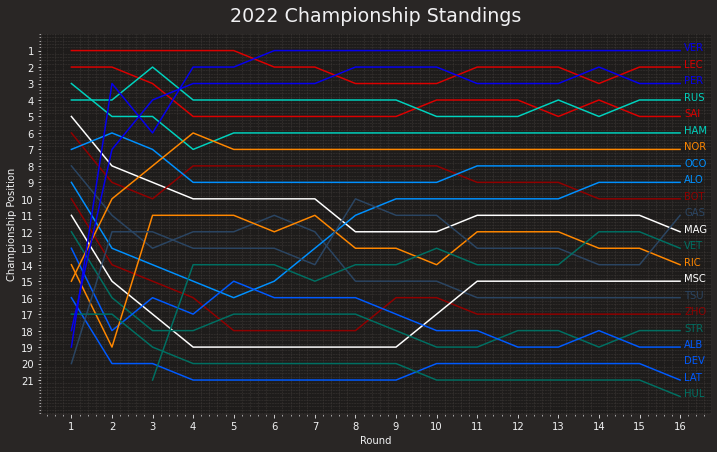 2022 Championship Standings
Championship Position
1
2
3
4
5
6
7
8
9
10
11
12
13
14
15
16
17
18
19
20
21
VER
LEC
PER
RUS
SAI
HAM
NOR
OCO
ALO
BOT
GAS
MAG
VET
RIC
MSC
TSU
ZHO
STR
ALB
DEV
LAT
HUL
1 2 3 4 5 6 7 8 9 10 11 12 13 14 15 16
Round